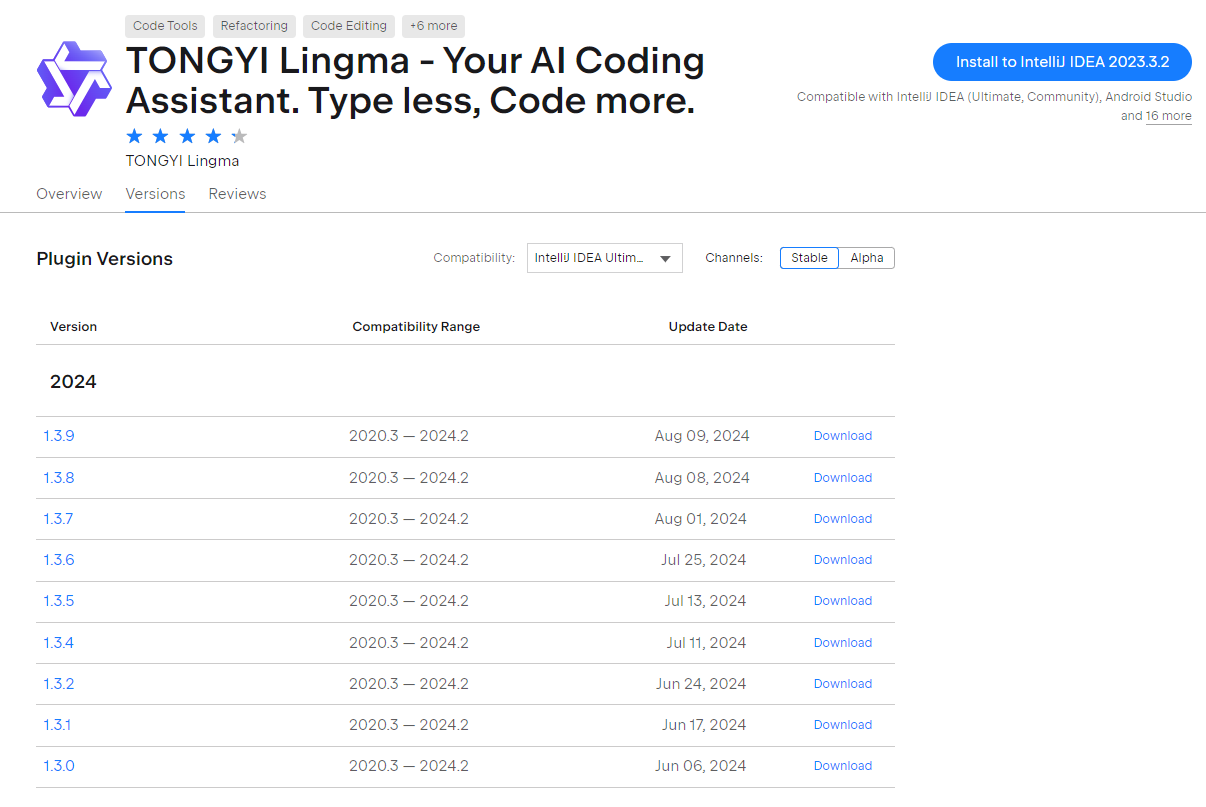 Code Tools Refactoring Code Editing +6 more
TONGYI Lingma - Your AI Coding
Assistant. Type less, Code more.
Install to IntelliJ IDEA 2023.3.2
Compatible with IntelliJ IDEA (Ultimate, Community), Android Studio
and 16 more
TONGYI Lingma
Overview Versions Reviews
Plugin Versions Compatibility: IntelliJ IDEA Ultim... Channels: Stable Alpha
Version Compatibility Range Update Date
2024
1.3.9 2020.3 — 2024.2 Aug 09, 2024 Download
1.3.8 2020.3 — 2024.2 Aug 08, 2024 Download
1.3.7 2020.3 — 2024.2 Aug 01, 2024 Download
1.3.6 2020.3 — 2024.2 Jul 25, 2024 Download
1.3.5 2020.3 — 2024.2 Jul 13, 2024 Download
1.3.4 2020.3 — 2024.2 Jul 11, 2024 Download
1.3.2 2020.3 — 2024.2 Jun 24, 2024 Download
1.3.1 2020.3 — 2024.2 Jun 17, 2024 Download
1.3.0 2020.3 — 2024.2 Jun 06, 2024 Download